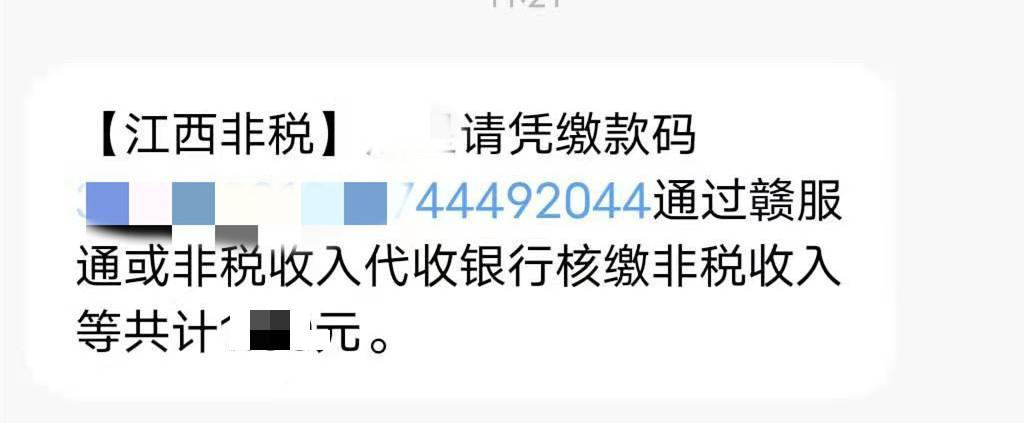 【江西非税】 请凭缴款码
744492044通过赣服
通或非税收入代收银行核缴非税收入
等共计 元。